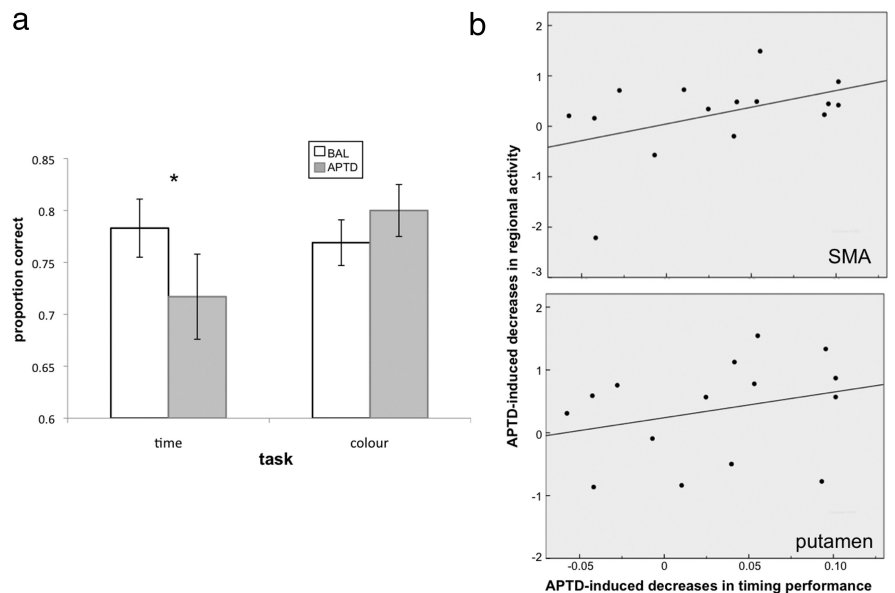 a
b
BAL
APTD
*
proportion correct
0.85
0.8
0.75
0.7
0.65
0.6
time
colour
task
APTD-induced decreases in regional activity
2
1
0
-1
-2
-3
SMA
2
1
0
-1
-2
putamen
-0.05
0
0.05
0.10
APTD-induced decreases in timing performance